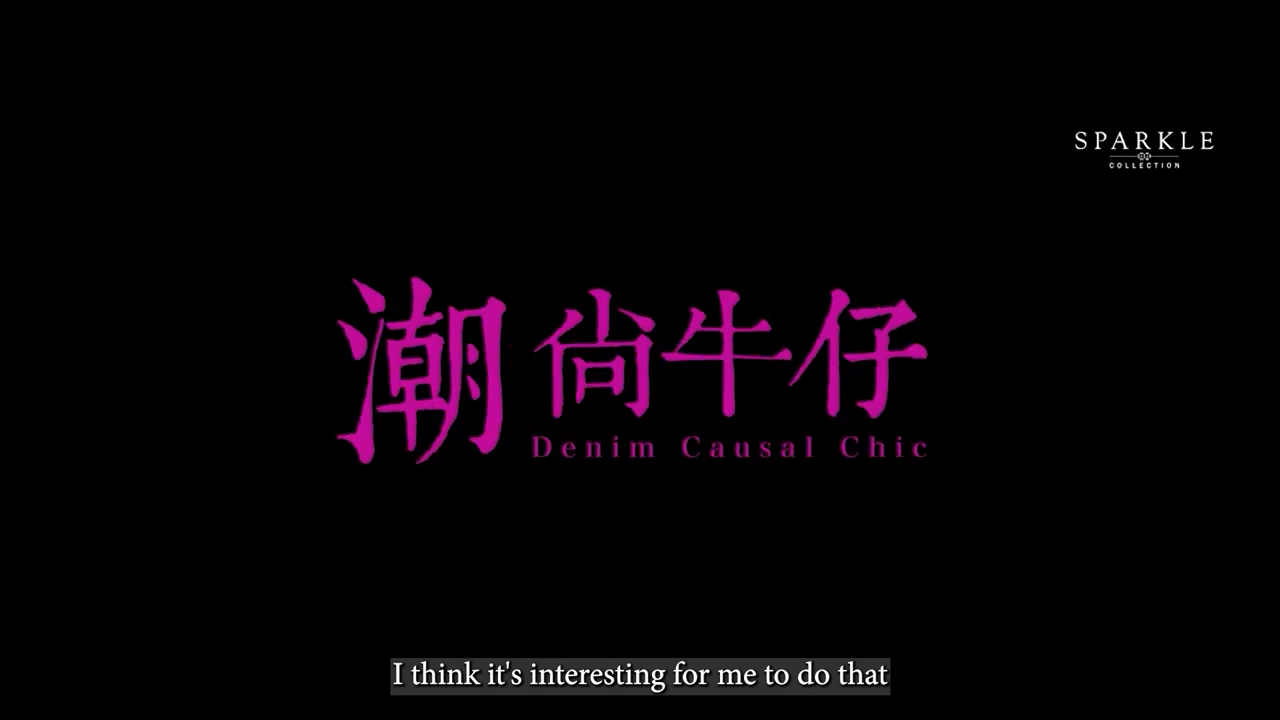 SPARKLE
COLLECTION
潮尚牛仔
Denim Causal Chic
I think it's interesting for me to do that